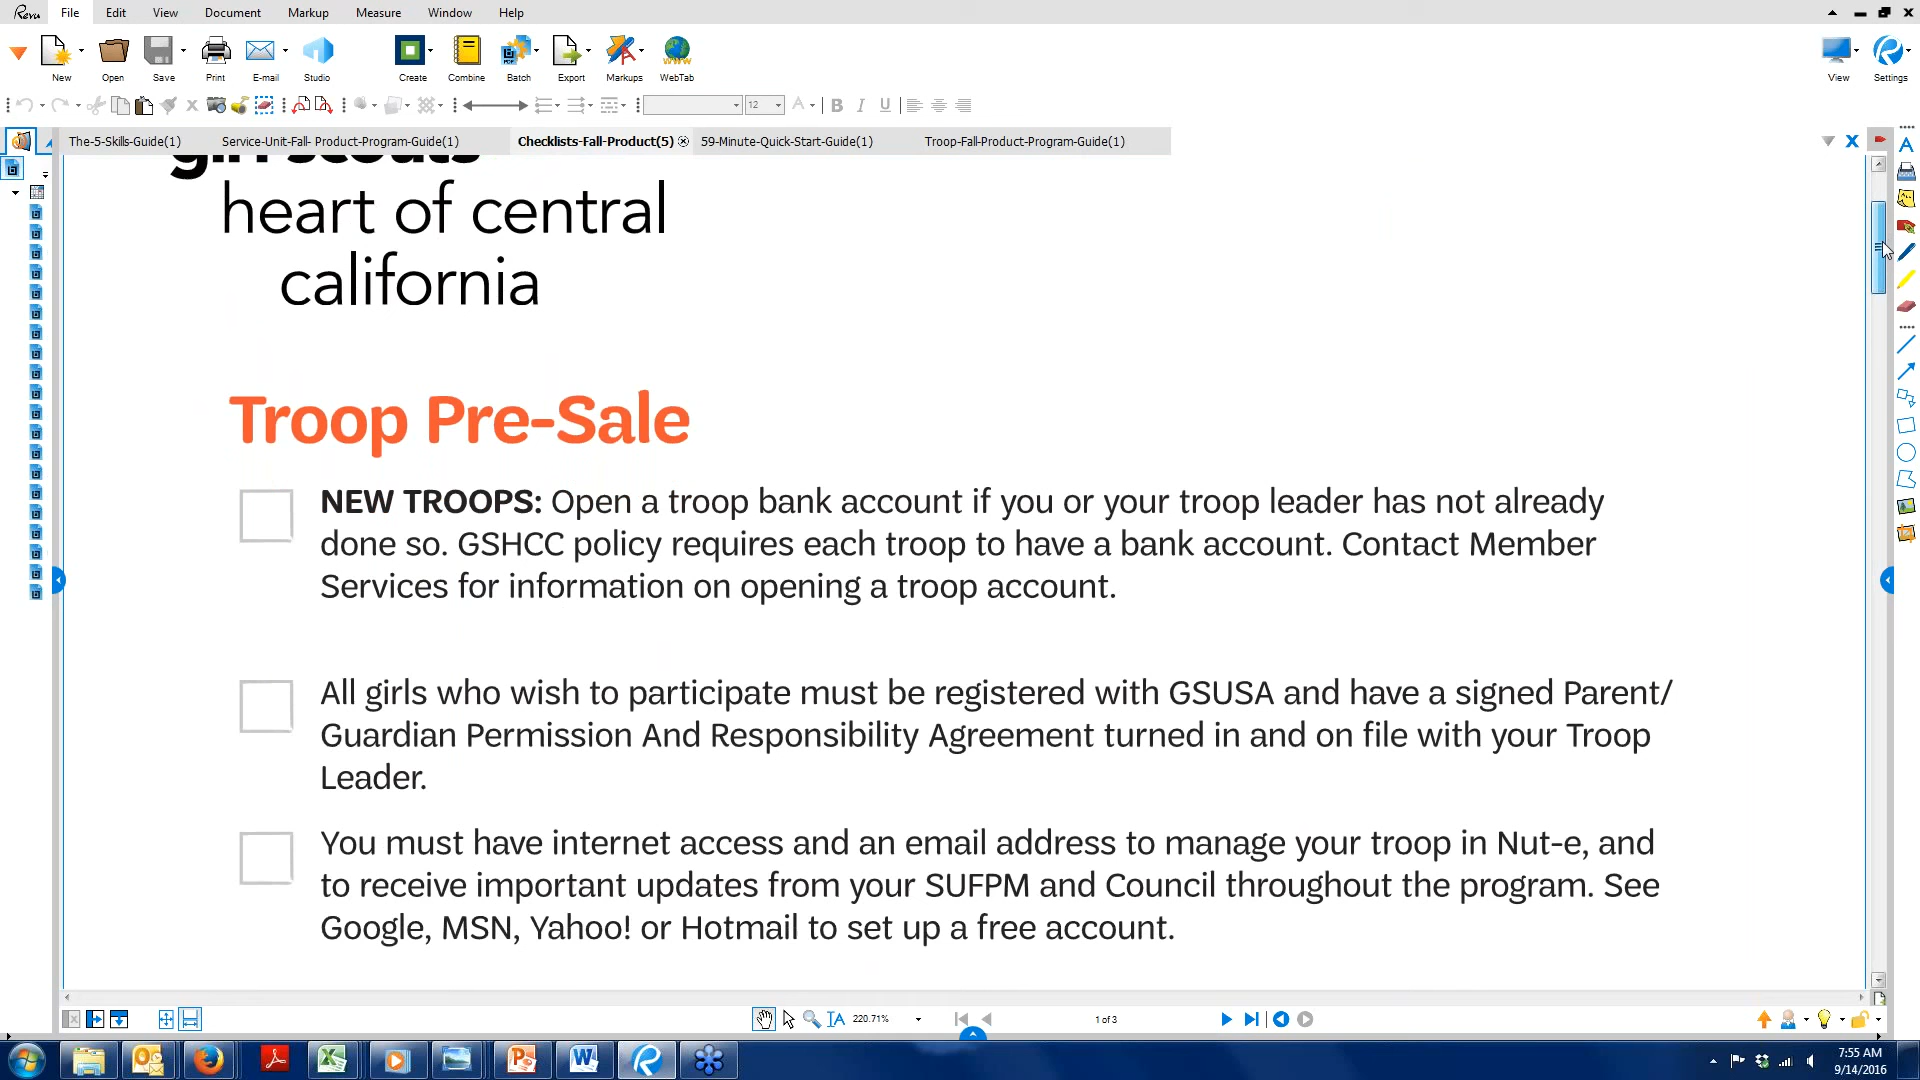 Revu File Edit View Document Markup Measure Window Help
New Open Save Print E-mail Studio Create Combine Batch Export Markups WebTab View Settings
12 A B I U
The-5-Skills-Guide(1) Service-Unit-Fall- Product-Program-Guide(1) Checklists-Fall-Product(5) 59-Minute-Quick-Start-Guide(1) Troop-Fall-Product-Program-Guide(1)
girl scouts
heart of central
california
Troop Pre-Sale
NEW TROOPS: Open a troop bank account if you or your troop leader has not already
done so. GSHCC policy requires each troop to have a bank account. Contact Member
Services for information on opening a troop account.
All girls who wish to participate must be registered with GSUSA and have a signed Parent/
Guardian Permission And Responsibility Agreement turned in and on file with your Troop
Leader.
You must have internet access and an email address to manage your troop in Nut-e, and
to receive important updates from your SUFPM and Council throughout the program. See
Google, MSN, Yahoo! or Hotmail to set up a free account.
220.71% 1 of 3
7:55 AM
9/14/2016